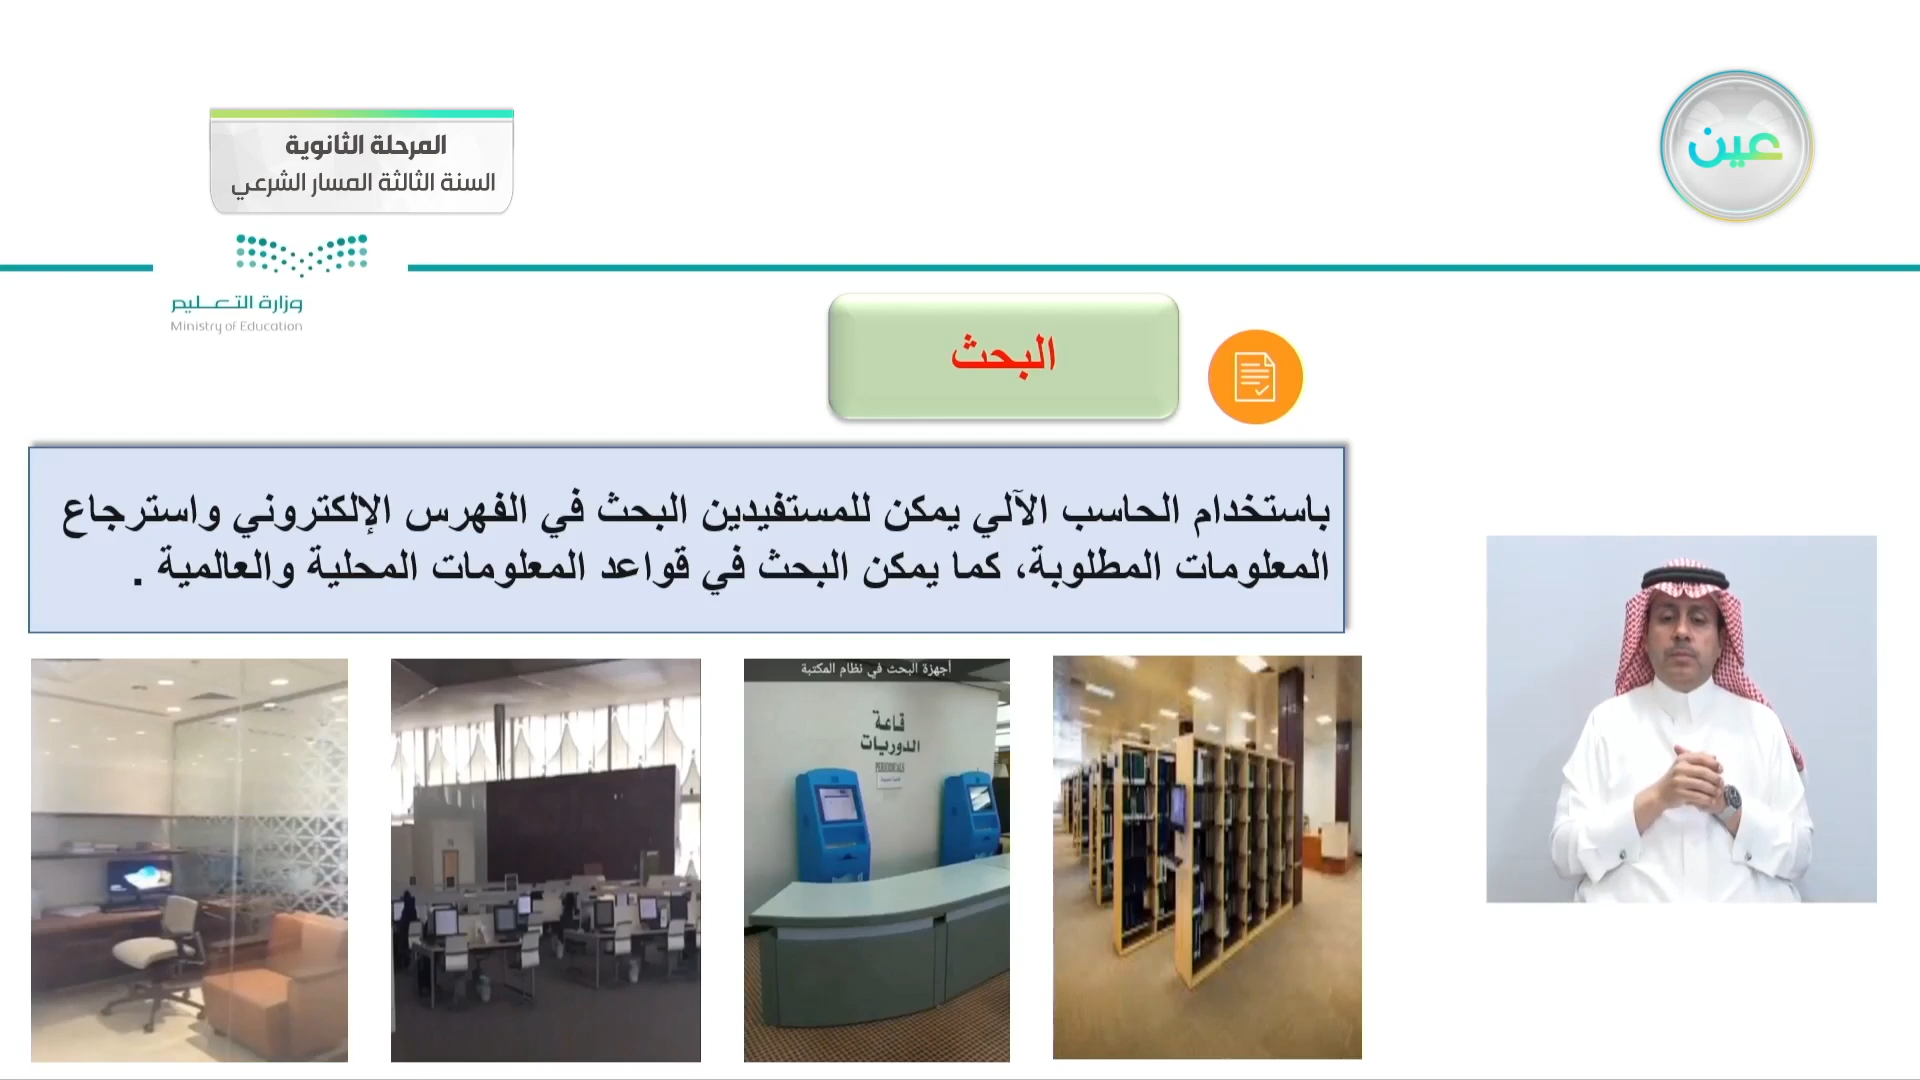 المرحلة الثانوية
السنة الثالثة المسار الشرعي
عين
وزارة التعليم
Ministry of Education
البحث
باستخدام الحاسب الآلي يمكن للمستفيدين البحث في الفهرس الإلكتروني واسترجاع
المعلومات المطلوبة، كما يمكن البحث في قواعد المعلومات المحلية والعالمية .
أجهزة البحث في نظام المكتبة
قاعة
الدوريات
PERIODICALS